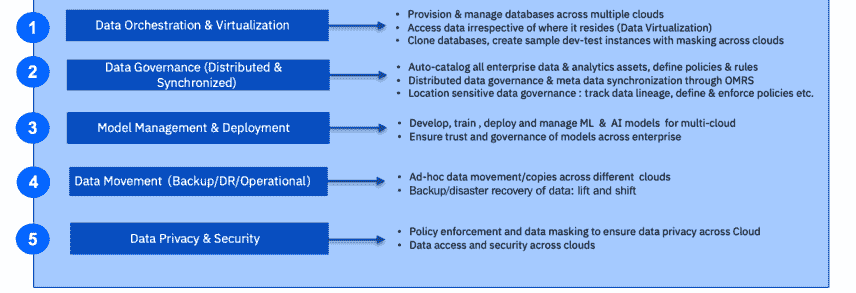 1
Data Orchestration & Virtualization
• Provision & manage databases across multiple clouds
• Access data irrespective of where it resides (Data Virtualization)
• Clone databases, create sample dev-test instances with masking across clouds
2
Data Governance (Distributed &
Synchronized)
• Auto-catalog all enterprise data & analytics assets, define policies & rules
• Distributed data governance & meta data synchronization through OMRS
• Location sensitive data governance : track data lineage, define & enforce policies etc.
3
Model Management & Deployment
• Develop, train , deploy and manage ML & AI models for multi-cloud
• Ensure trust and governance of models across enterprise
4
Data Movement (Backup/DR/Operational)
• Ad-hoc data movement/copies across different clouds
• Backup/disaster recovery of data: lift and shift
5
Data Privacy & Security
• Policy enforcement and data masking to ensure data privacy across Cloud
• Data access and security across clouds